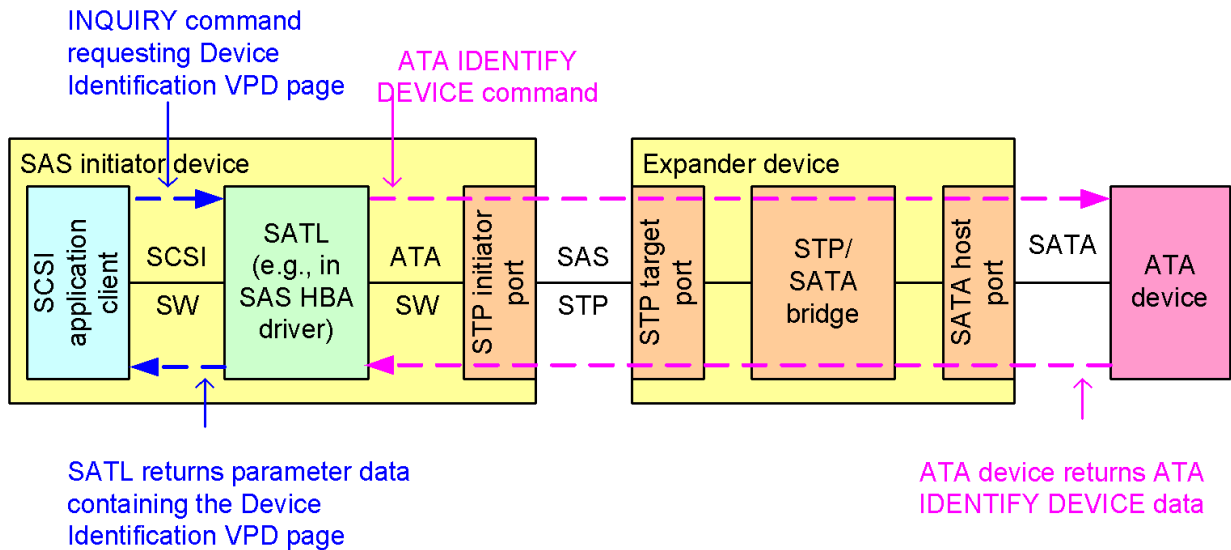 INQUIRY command
requesting Device
Identification VPD page
ATA IDENTIFY
DEVICE command
SAS initiator device
Expander device
SCSI
application
client
SCSI
SW
SATL
(e.g., in
SAS HBA
driver)
ATA
SW
STP initiator
port
SAS
STP
STP target
port
STP/
SATA
bridge
SATA host
port
SATA
ATA
device
SATL returns parameter data
containing the Device
Identification VPD page
ATA device returns ATA
IDENTIFY DEVICE data